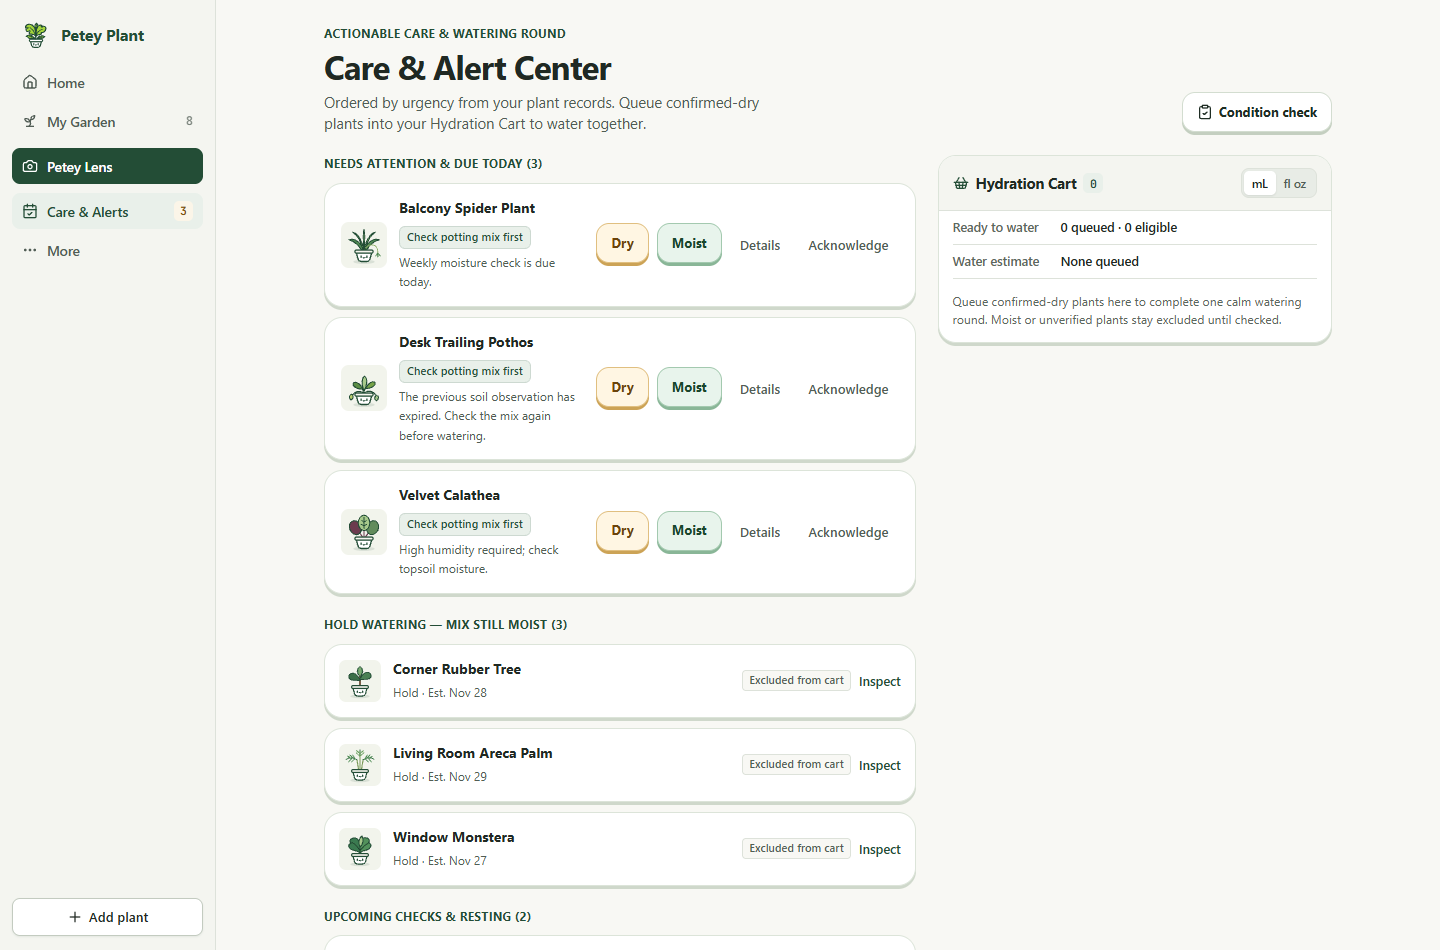 Petey Plant
Home
My Garden 8
Petey Lens
Care & Alerts 3
More
Add plant
ACTIONABLE CARE & WATERING ROUND
Care & Alert Center
Ordered by urgency from your plant records. Queue confirmed-dry
plants into your Hydration Cart to water together.
Condition check
NEEDS ATTENTION & DUE TODAY (3)
Balcony Spider Plant
Check potting mix first
Weekly moisture check is due
today.
Dry Moist Details Acknowledge
Desk Trailing Pothos
Check potting mix first
The previous soil observation has
expired. Check the mix again
before watering.
Dry Moist Details Acknowledge
Velvet Calathea
Check potting mix first
High humidity required; check
topsoil moisture.
Dry Moist Details Acknowledge
HOLD WATERING — MIX STILL MOIST (3)
Corner Rubber Tree
Hold · Est. Nov 28
Excluded from cart Inspect
Living Room Areca Palm
Hold · Est. Nov 29
Excluded from cart Inspect
Window Monstera
Hold · Est. Nov 27
Excluded from cart Inspect
UPCOMING CHECKS & RESTING (2)
Hydration Cart 0 mL fl oz
Ready to water 0 queued · 0 eligible
Water estimate None queued
Queue confirmed-dry plants here to complete one calm watering
round. Moist or unverified plants stay excluded until checked.